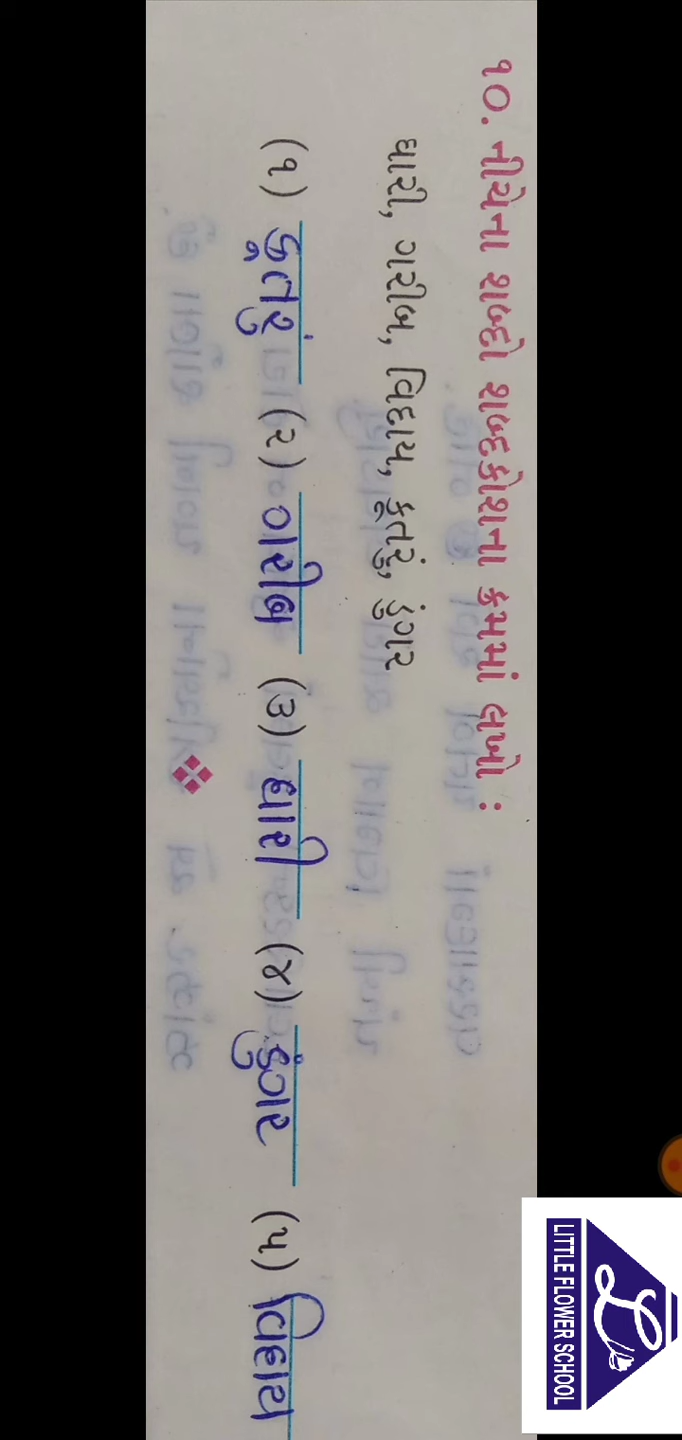 ૧૦. નીચેના શબ્દો શબ્દકોશના ક્રમમાં લખો :
ઘારી, ગરીબ, વિદાય, કૂતરું, ડુંગર
(૧) કૂતરું (૨) ગરીબ (૩) ઘારી (૪) ડુંગર (૫) વિદાય
LITTLE FLOWER SCHOOL